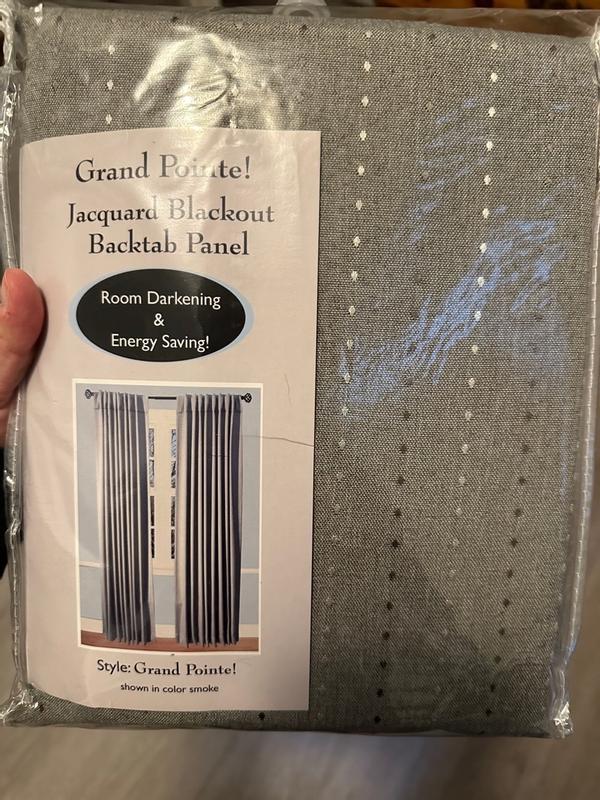 Grand Pointe!
Jacquard Blackout
Backtab Panel
Room Darkening
&
Energy Saving!
Style: Grand Pointe!
shown in color smoke